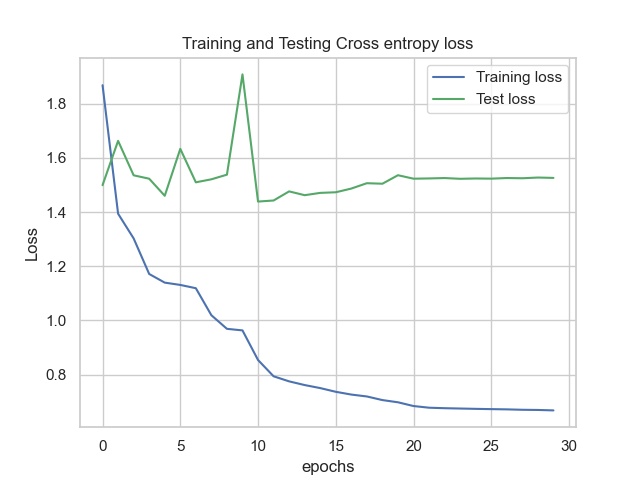 Training and Testing Cross entropy loss
Training loss
Test loss
1.8
1.6
1.4
1.2
1.0
0.8
Loss
0 5 10 15 20 25 30
epochs